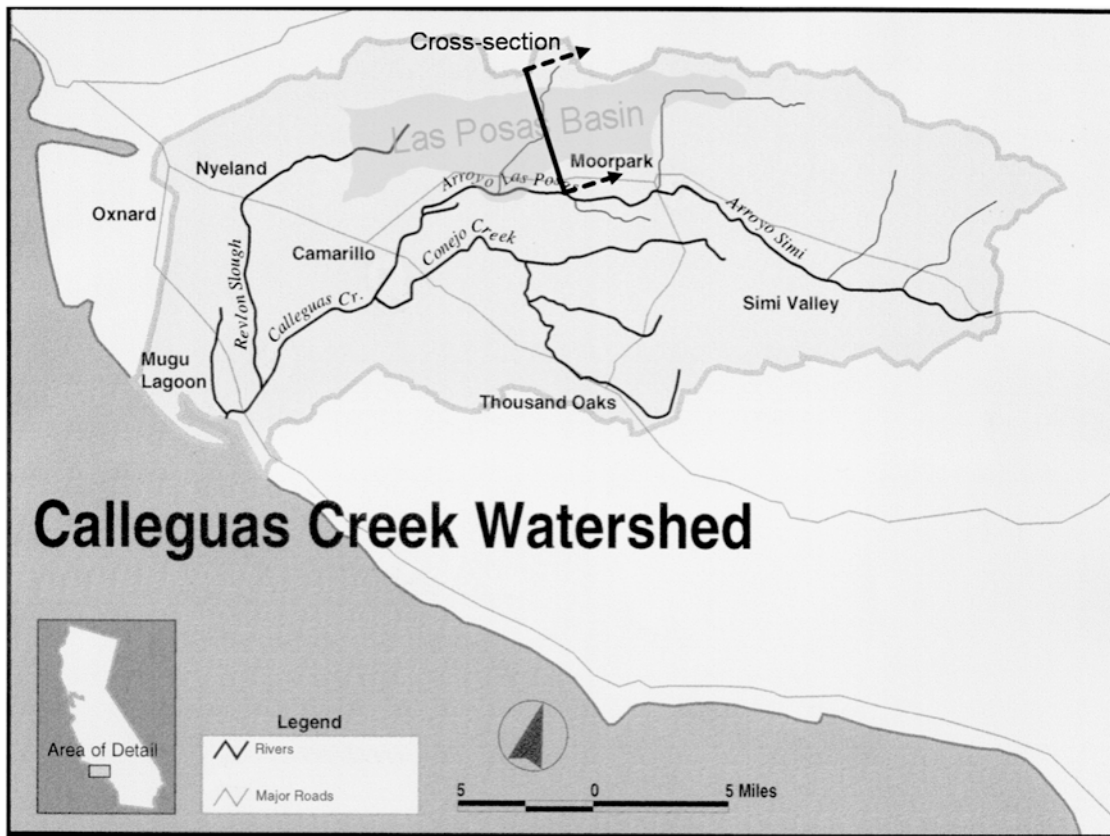 Cross-section
Las Posas Basin
Nyeland
Moorpark
Arroyo Las Posas
Oxnard
Arroyo Simi
Conejo Creek
Camarillo
Revlon Slough
Calleguas Cr.
Simi Valley
Mugu
Lagoon
Thousand Oaks
Calleguas Creek Watershed
Area of Detail
Legend
Rivers
Major Roads
5 0 5 Miles